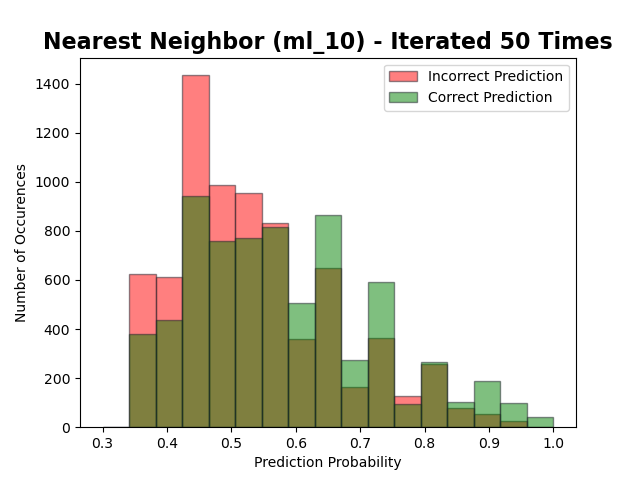 Nearest Neighbor (ml_10) - Iterated 50 Times
Incorrect Prediction
Correct Prediction
1400
1200
1000
800
600
400
200
0
Number of Occurences
0.3 0.4 0.5 0.6 0.7 0.8 0.9 1.0
Prediction Probability